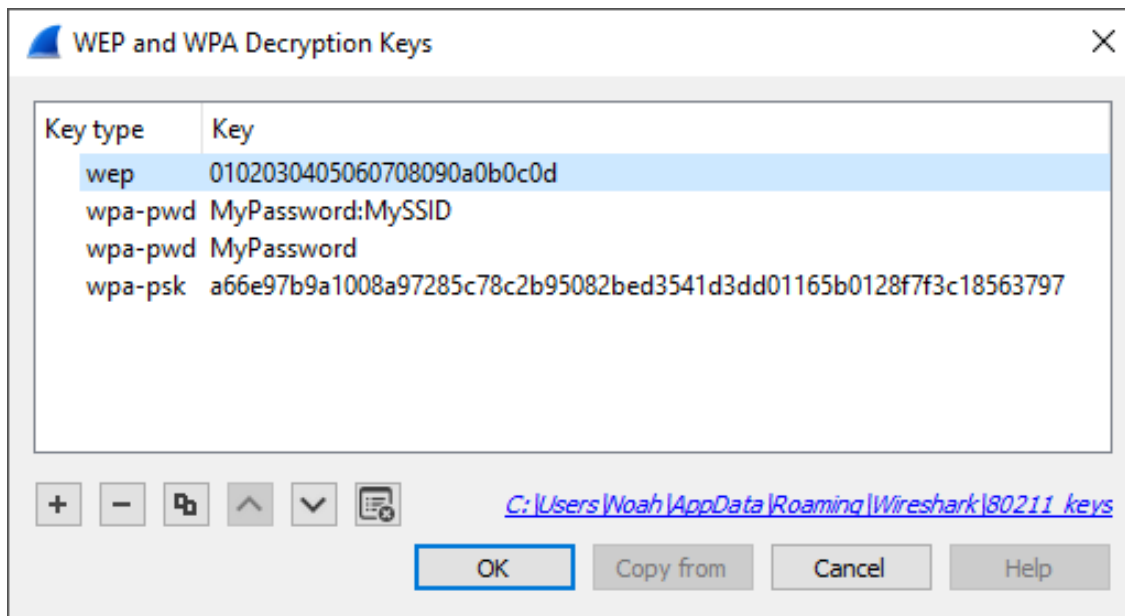 WEP and WPA Decryption Keys
Key type Key
wep 0102030405060708090a0b0c0d
wpa-pwd MyPassword:MySSID
wpa-pwd MyPassword
wpa-psk a66e97b9a1008a97285c78c2b95082bed3541d3dd01165b0128f7f3c18563797
C:\Users\Noah\AppData\Roaming\Wireshark\80211_keys
OK Copy from Cancel Help